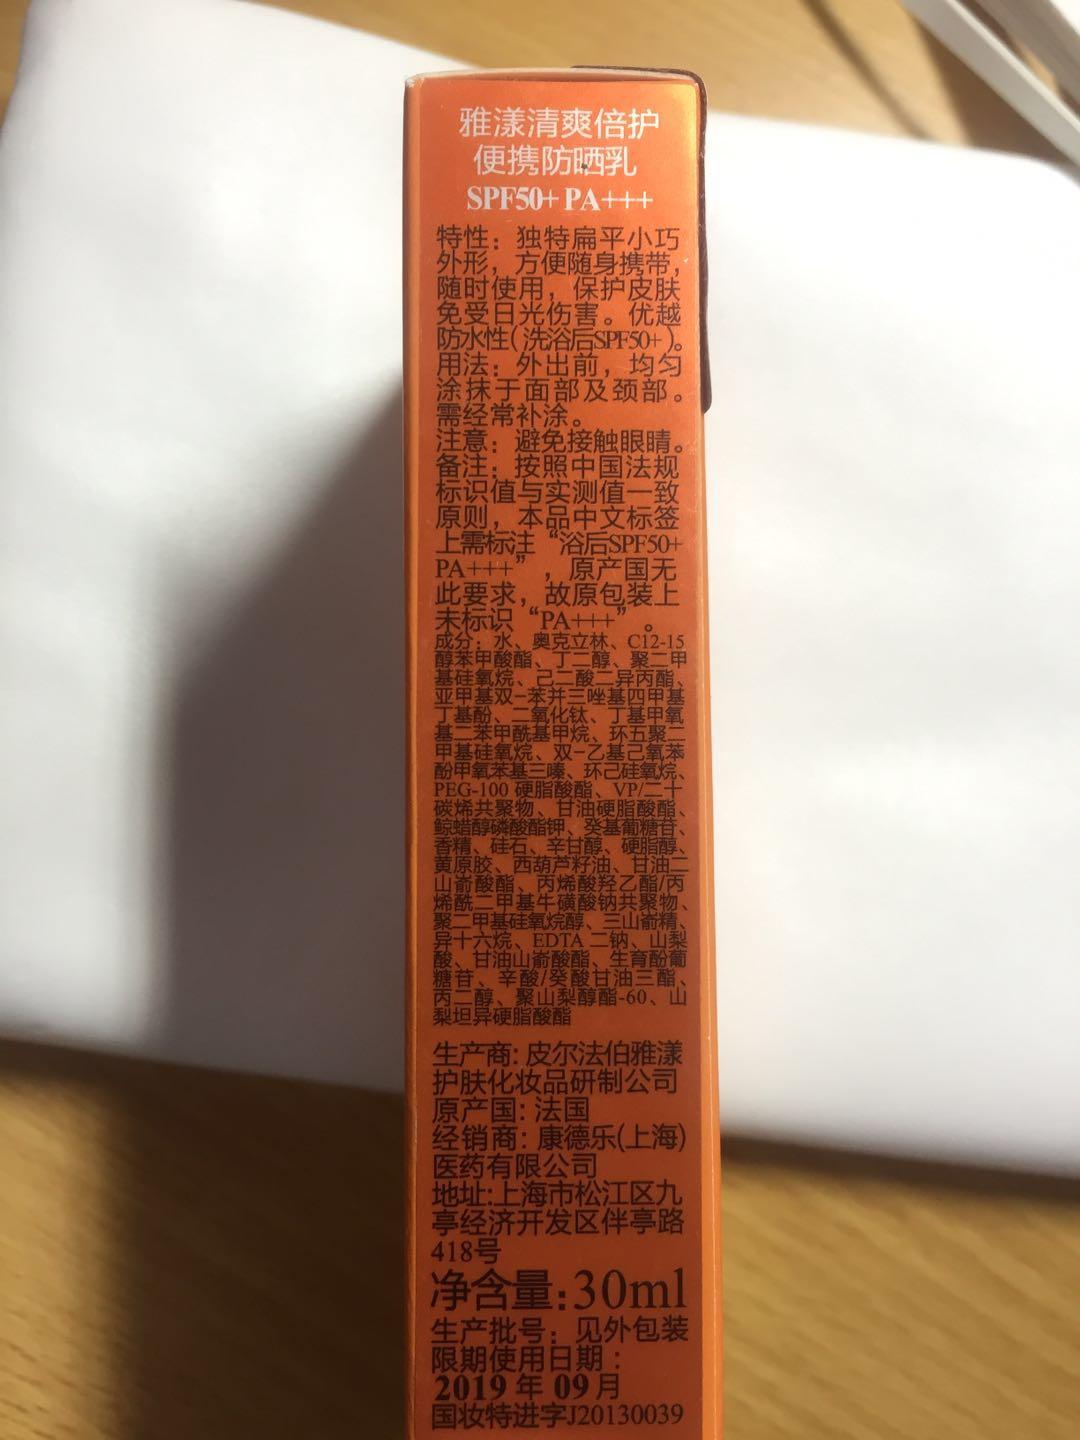 雅漾清爽倍护
便携防晒乳
SPF50+ PA+++
特性：独特扁平小巧
外形，方便随身携带，
随时使用，保护皮肤
免受日光伤害。优越
防水性(洗浴后SPF50+)。
用法：外出前，均匀
涂抹于面部及颈部。
需经常补涂。
注意：避免接触眼睛。
备注：按照中国法规
标识值与实测值一致
原则，本品中文标签
上需标注“浴后SPF50+
PA+++”，原产国无
此要求，故原包装上
未标识“PA+++”。
成分：水、奥克立林、C12-15
醇苯甲酸酯、丁二醇、聚二甲
基硅氧烷、己二酸二异丙酯、
亚甲基双-苯并三唑基四甲基
丁基酚、二氧化钛、丁基甲氧
基二苯甲酰基甲烷、环五聚二
甲基硅氧烷、双-乙基己氧苯
酚甲氧苯基三嗪、环己硅氧烷、
PEG-100 硬脂酸酯、VP/二十
碳烯共聚物、甘油硬脂酸酯、
鲸蜡醇磷酸酯钾、癸基葡糖苷、
香精、硅石、辛甘醇、硬脂醇、
黄原胶、西葫芦籽油、甘油二
山嵛酸酯、丙烯酸羟乙酯/丙
烯酰二甲基牛磺酸钠共聚物、
聚二甲基硅氧烷醇、三山嵛精、
异十六烷、EDTA 二钠、山梨
酸、甘油山嵛酸酯、生育酚葡
糖苷、辛酸/癸酸甘油三酯、
丙二醇、聚山梨醇酯-60、山
梨坦异硬脂酸酯
生产商: 皮尔法伯雅漾
护肤化妆品研制公司
原产国: 法国
经销商: 康德乐(上海)
医药有限公司
地址:上海市松江区九
亭经济开发区伴亭路
418号
净含量:30ml
生产批号：见外包装
限期使用日期：
2019 年 09 月
国妆特进字J20130039